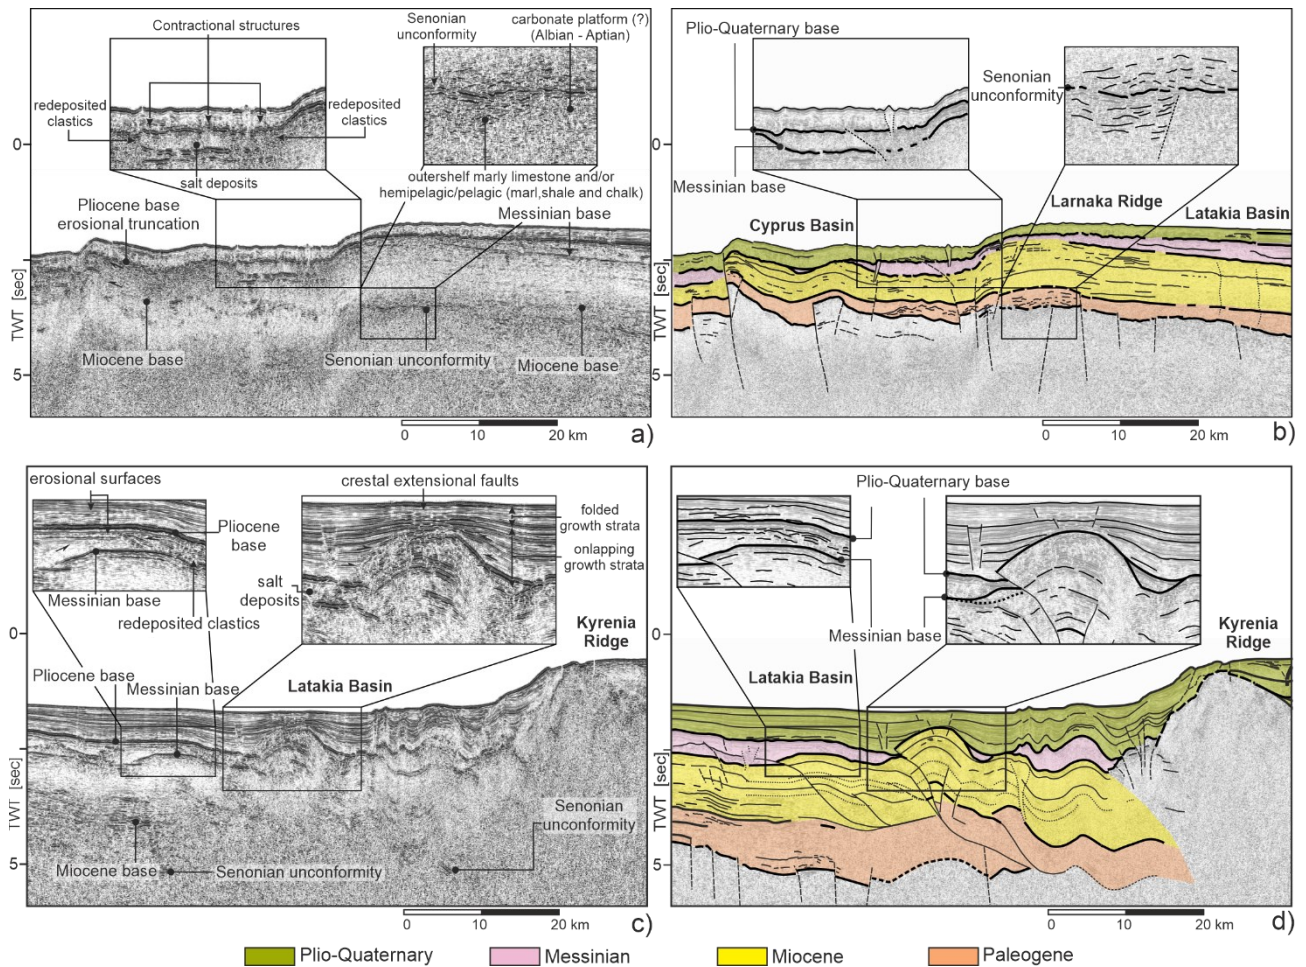 Contractional structures
Senonian
unconformity
carbonate platform (?)
(Albian - Aptian)
redeposited
clastics
redeposited
clastics
salt deposits
outershelf marly limestone and/or
hemipelagic/pelagic (marl,shale and chalk)
Pliocene base
erosional truncation
Messinian base
0
TWT [sec]
5
Miocene base
Senonian unconformity
Miocene base
0 10 20 km
a)
Plio-Quaternary base
Senonian
unconformity
Messinian base
Larnaka Ridge
Cyprus Basin
Latakia Basin
0
TWT [sec]
5
0 10 20 km
b)
erosional surfaces
crestal extensional faults
Pliocene
base
folded
growth strata
onlapping
growth strata
salt
deposits
Messinian base
redeposited clastics
Kyrenia
Ridge
0
Pliocene base
Messinian base
Latakia Basin
TWT [sec]
5
Senonian
unconformity
Miocene base
Senonian unconformity
0 10 20 km
c)
Plio-Quaternary base
Messinian base
Kyrenia
Ridge
Latakia Basin
0
TWT [sec]
5
0 10 20 km
d)
Plio-Quaternary
Messinian
Miocene
Paleogene